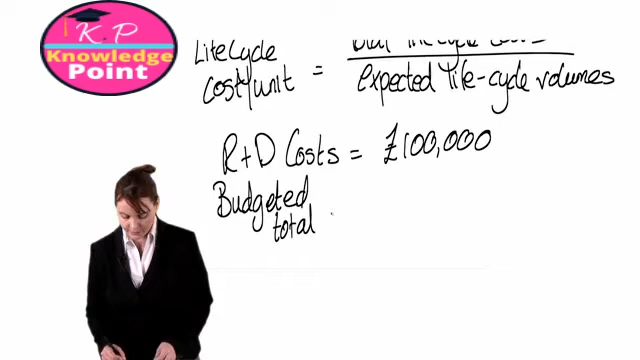 K.P
Knowledge
Point
LifeCycle
cost/unit =
Expected life-cycle volumes
R+D Costs = £100,000
Budgeted
total